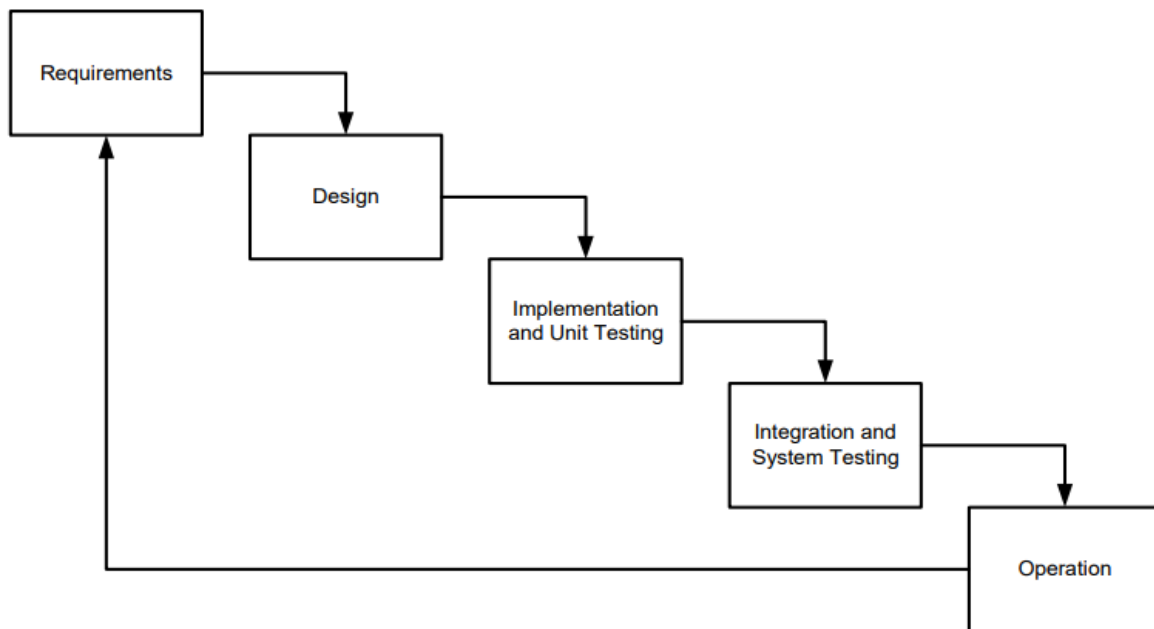 Requirements
Design
Implementation
and Unit Testing
Integration and
System Testing
Operation